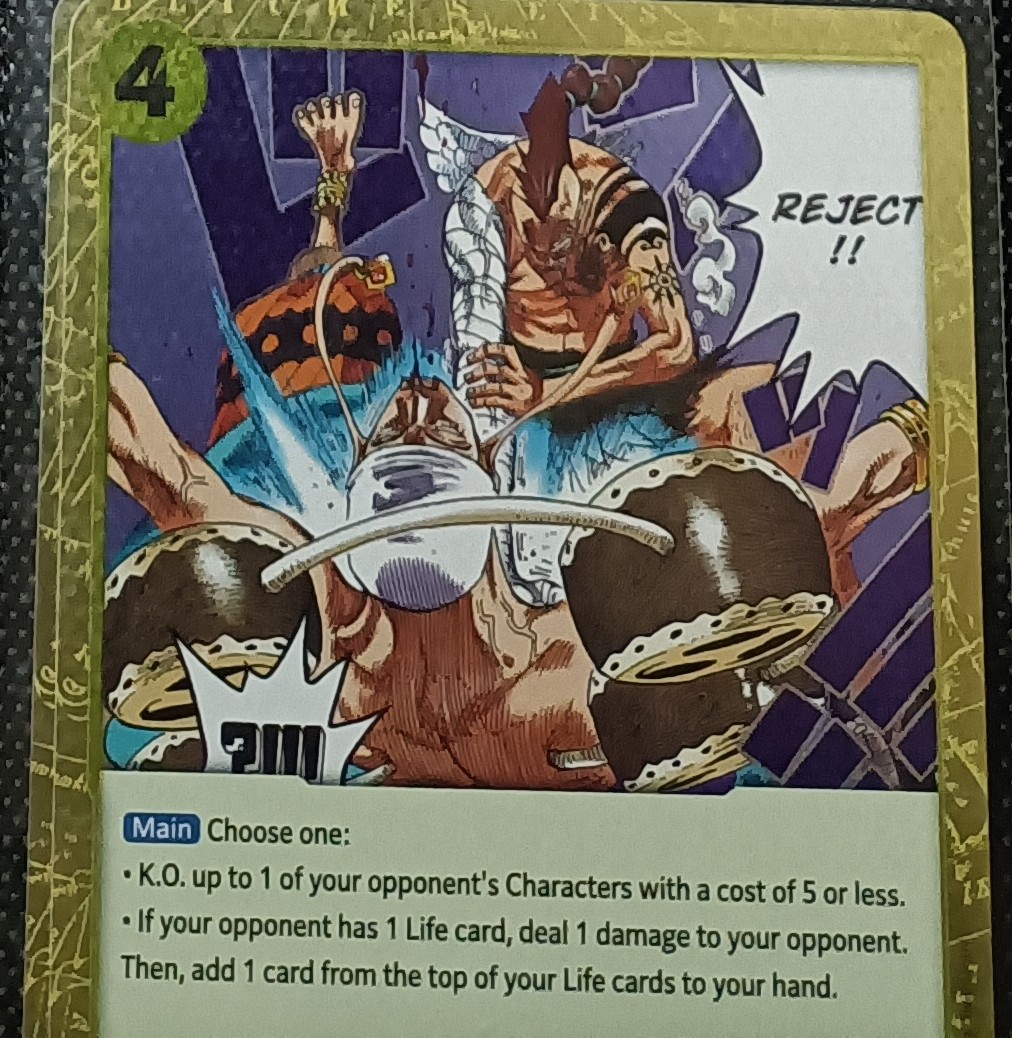 4
REJECT
!!
?!!!
Main Choose one:
• K.O. up to 1 of your opponent's Characters with a cost of 5 or less.
• If your opponent has 1 Life card, deal 1 damage to your opponent.
Then, add 1 card from the top of your Life cards to your hand.